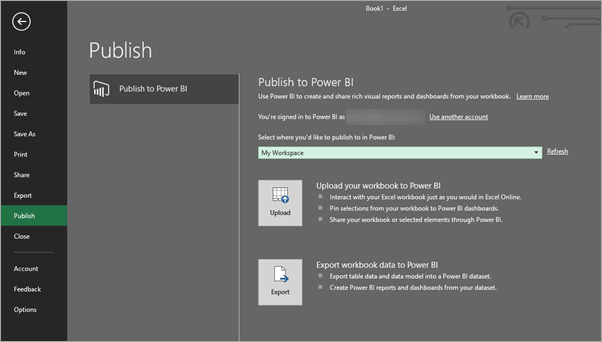 Book1 - Excel
Info
New
Open
Save
Save As
Print
Share
Export
Publish
Close
Account
Feedback
Options
Publish
Publish to Power BI
Publish to Power BI
Use Power BI to create and share rich visual reports and dashboards from your workbook. Learn more
You're signed in to Power BI as Use another account
Select where you'd like to publish to in Power BI:
My Workspace Refresh
Upload
Upload your workbook to Power BI
Interact with your Excel workbook just as you would in Excel Online.
Pin selections from your workbook to Power BI dashboards.
Share your workbook or selected elements through Power BI.
Export
Export workbook data to Power BI
Export table data and data model into a Power BI dataset.
Create Power BI reports and dashboards from your dataset.